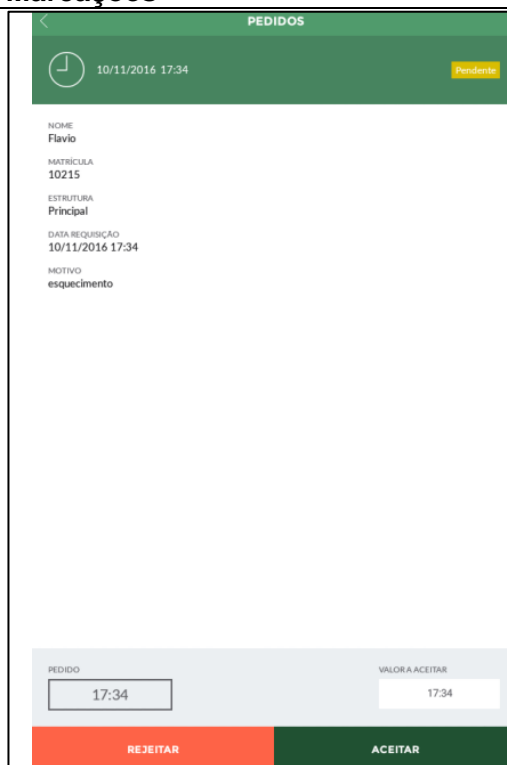 Marcações
PEDIDOS
10/11/2016 17:34
Pendente
NOME
Flavio
MATRÍCULA
10215
ESTRUTURA
Principal
DATA REQUISIÇÃO
10/11/2016 17:34
MOTIVO
esquecimento
PEDIDO
VALOR A ACEITAR
17:34
17:34
REJEITAR
ACEITAR